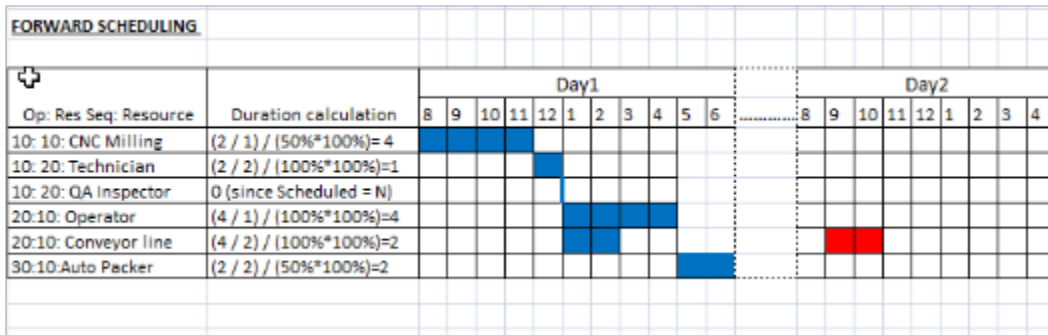 FORWARD SCHEDULING
Day1 Day2
Op: Res Seq: Resource Duration calculation 8 9 10 11 12 1 2 3 4 5 6 .............. 8 9 10 11 12 1 2 3 4
10: 10: CNC Milling (2 / 1) / (50%*100%)= 4
10: 20: Technician (2 / 2) / (100%*100%)=1
10: 20: QA Inspector 0 (since Scheduled = N)
20:10: Operator (4 / 1) / (100%*100%)=4
20:10: Conveyor line (4 / 2) / (100%*100%)=2
30:10:Auto Packer (2 / 2) / (50%*100%)=2